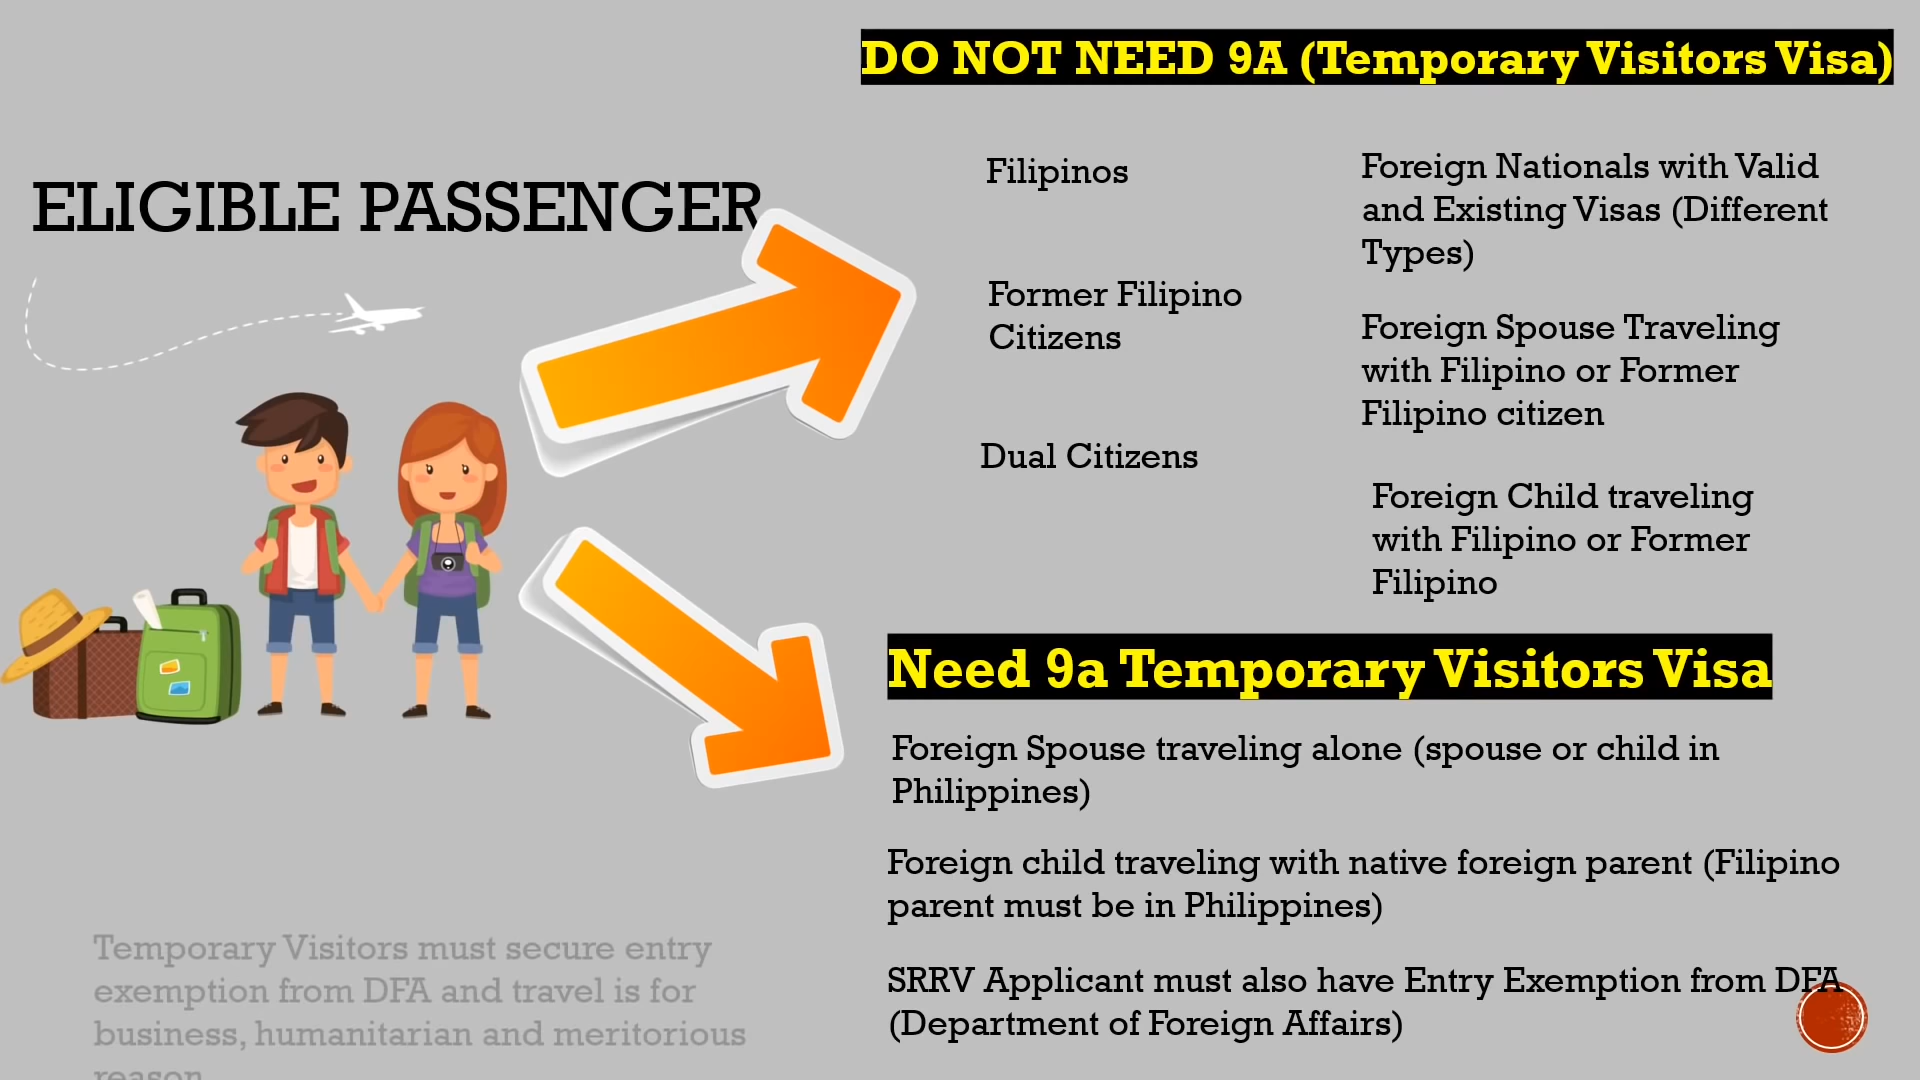 DO NOT NEED 9A (Temporary Visitors Visa)
ELIGIBLE PASSENGER
Filipinos
Former Filipino
Citizens
Dual Citizens
Foreign Nationals with Valid
and Existing Visas (Different
Types)
Foreign Spouse Traveling
with Filipino or Former
Filipino citizen
Foreign Child traveling
with Filipino or Former
Filipino
Need 9a Temporary Visitors Visa
Foreign Spouse traveling alone (spouse or child in
Philippines)
Foreign child traveling with native foreign parent (Filipino
parent must be in Philippines)
SRRV Applicant must also have Entry Exemption from DFA
(Department of Foreign Affairs)
Temporary Visitors must secure entry
exemption from DFA and travel is for
business, humanitarian and meritorious
reason